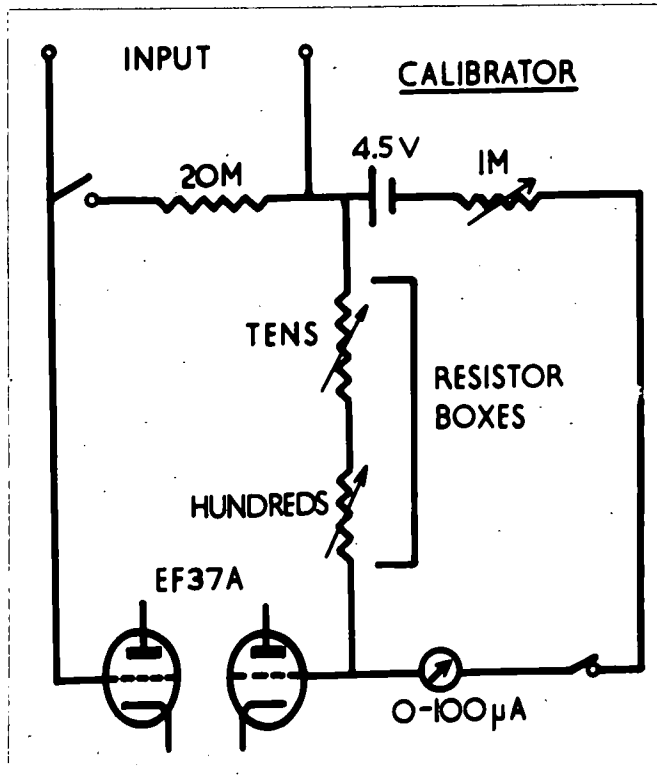 INPUT
CALIBRATOR
4.5V
20M
1M
TENS
RESISTOR
BOXES
HUNDREDS
EF37A
0-100µA